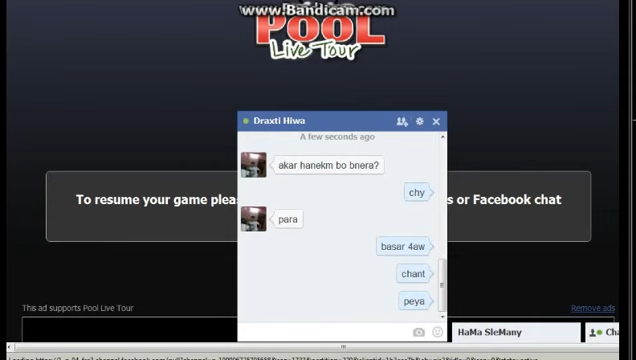 www.Bandicam.com
POOL
Live Tour
Draxti Hiwa
A few seconds ago
akar hanekm bo bnera?
chy
To resume your game plea
s or Facebook chat
para
basar 4aw
chant
peya
This ad supports Pool Live Tour
Remove ads
HaMa SleMany
Cha